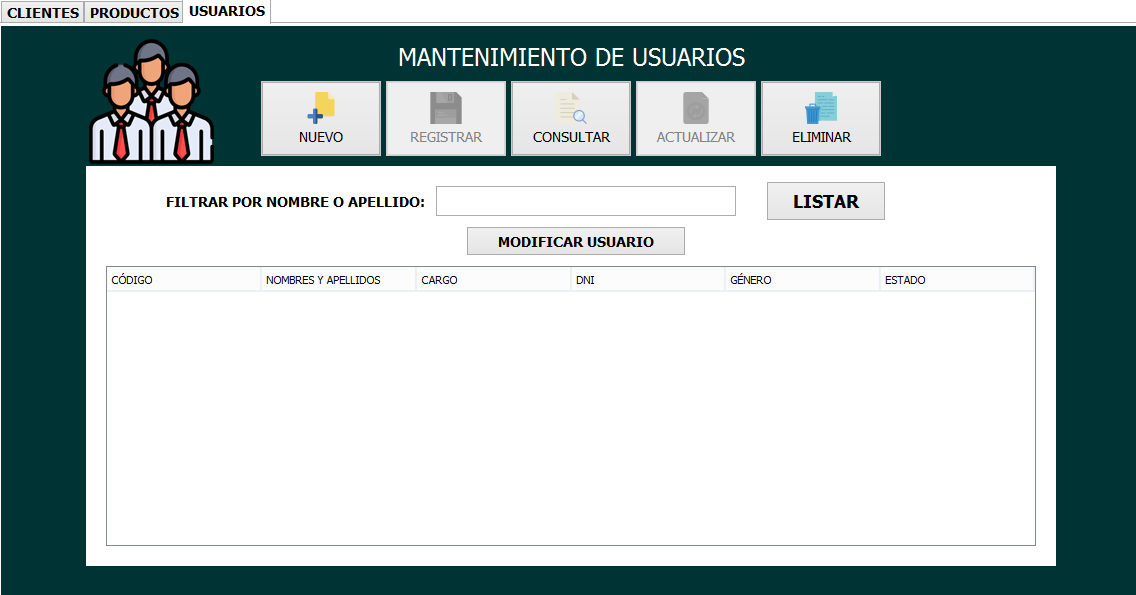 CLIENTES PRODUCTOS USUARIOS
MANTENIMIENTO DE USUARIOS
NUEVO REGISTRAR CONSULTAR ACTUALIZAR ELIMINAR
FILTRAR POR NOMBRE O APELLIDO: LISTAR
MODIFICAR USUARIO
CÓDIGO NOMBRES Y APELLIDOS CARGO DNI GÉNERO ESTADO